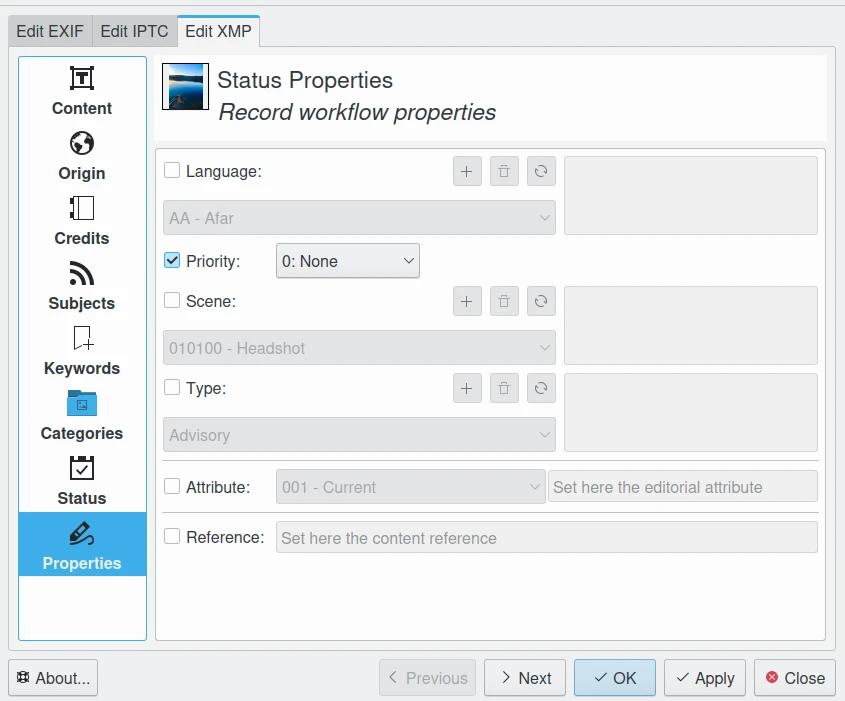 Edit EXIF Edit IPTC Edit XMP
Content
Origin
Credits
Subjects
Keywords
Categories
Status
Properties
Status Properties
Record workflow properties
Language:
AA - Afar
Priority: 0: None
Scene:
010100 - Headshot
Type:
Advisory
Attribute: 001 - Current Set here the editorial attribute
Reference: Set here the content reference
About... Previous Next OK Apply Close